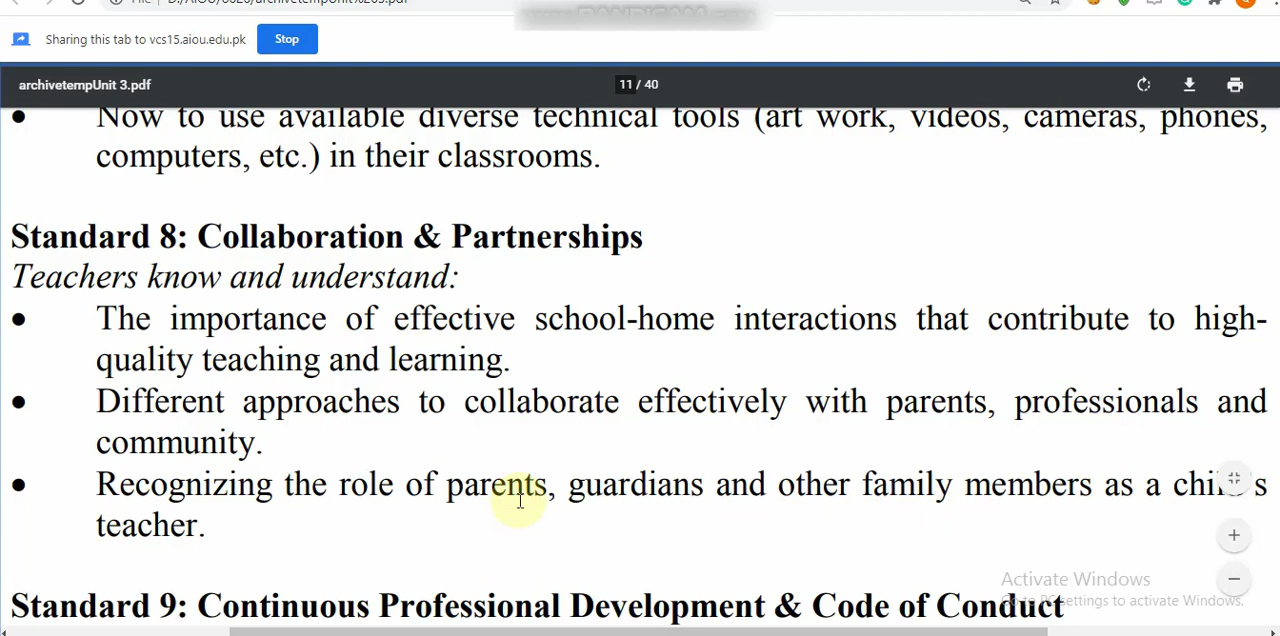 Sharing this tab to vcs15.aiou.edu.pk Stop
archivetempUnit 3.pdf 11 / 40
• Now to use available diverse technical tools (art work, videos, cameras, phones,
computers, etc.) in their classrooms.
Standard 8: Collaboration & Partnerships
Teachers know and understand:
• The importance of effective school-home interactions that contribute to high-
quality teaching and learning.
• Different approaches to collaborate effectively with parents, professionals and
community.
• Recognizing the role of parents, guardians and other family members as a child's
teacher.
Activate Windows
Go to PC settings to activate Windows.
Standard 9: Continuous Professional Development & Code of Conduct